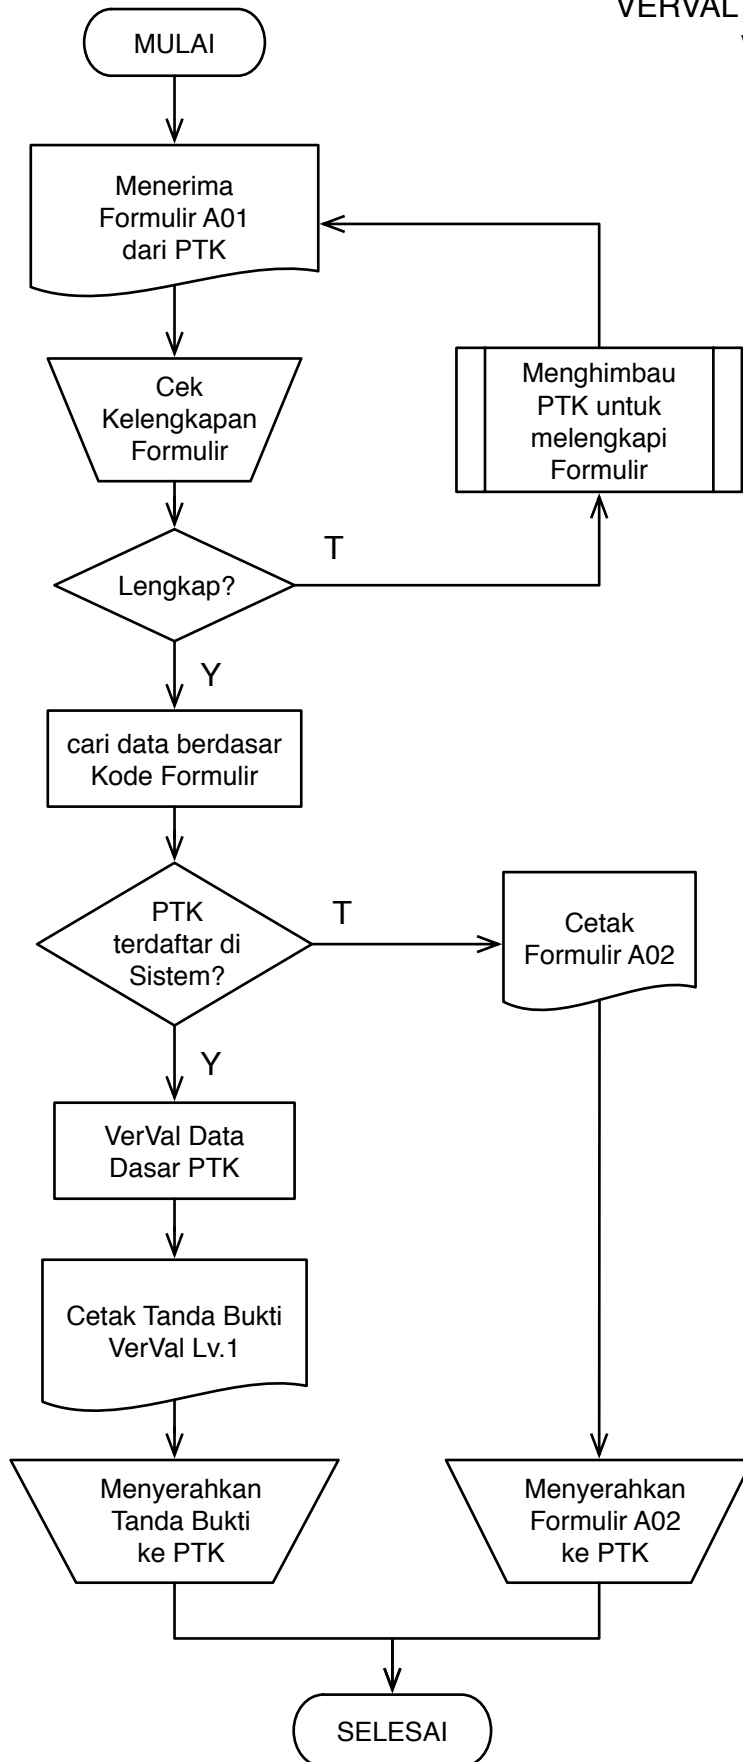 VERVAL
MULAI
Menerima
Formulir A01
dari PTK
Cek
Kelengkapan
Formulir
Menghimbau
PTK untuk
melengkapi
Formulir
Lengkap?
T
Y
cari data berdasar
Kode Formulir
PTK
terdaftar di
Sistem?
T
Cetak
Formulir A02
Y
VerVal Data
Dasar PTK
Cetak Tanda Bukti
VerVal Lv.1
Menyerahkan
Tanda Bukti
ke PTK
Menyerahkan
Formulir A02
ke PTK
SELESAI